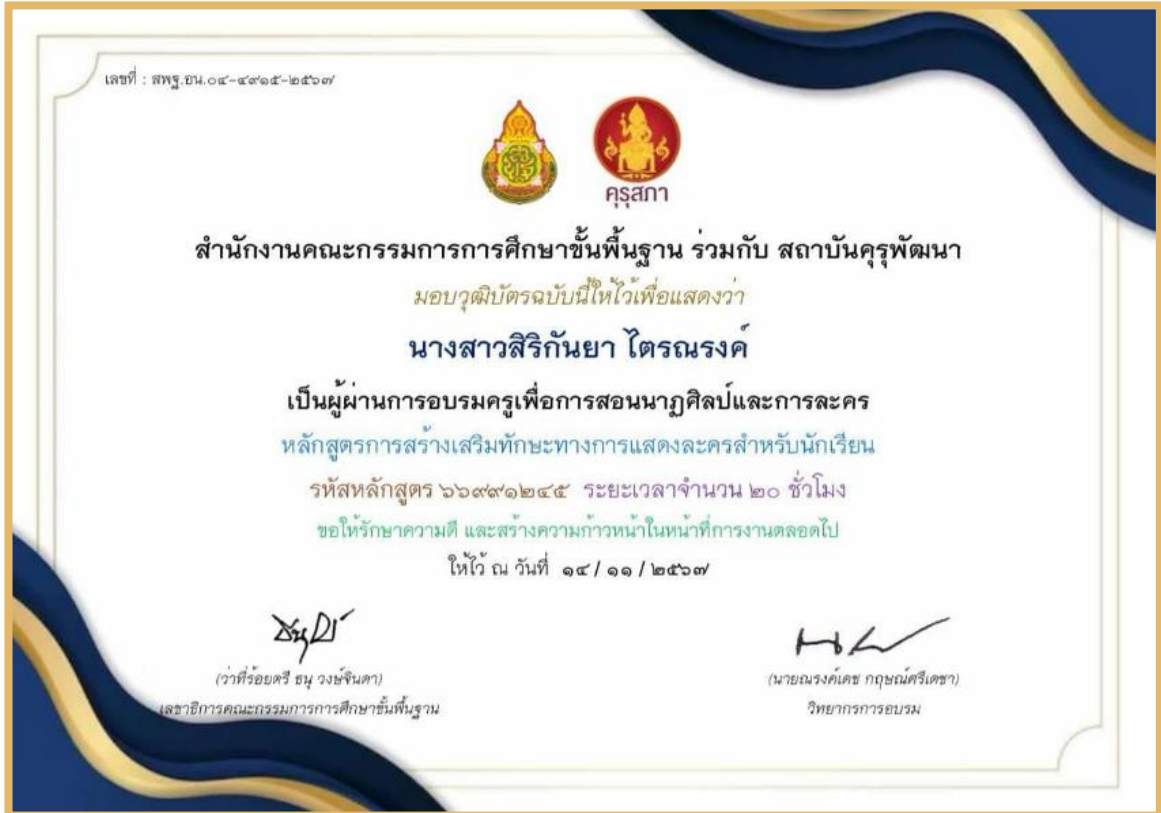 เลขที่ : สพฐ.อน.๐๔-๔๙๑๕-๒๕๖๗
คุรุสภา
สำนักงานคณะกรรมการการศึกษาขั้นพื้นฐาน ร่วมกับ สถาบันคุรุพัฒนา
มอบวุฒิบัตรฉบับนี้ให้ไว้เพื่อแสดงว่า
นางสาวสิริกันยา ไตรณรงค์
เป็นผู้ผ่านการอบรมครูเพื่อการสอนนาฏศิลป์และการละคร
หลักสูตรการสร้างเสริมทักษะทางการแสดงละครสำหรับนักเรียน
รหัสหลักสูตร ๖๖๙๙๑๒๔๕ ระยะเวลาจำนวน ๒๐ ชั่วโมง
ขอให้รักษาความดี และสร้างความก้าวหน้าในหน้าที่การงานตลอดไป
ให้ไว้ ณ วันที่ ๑๔ / ๑๑ / ๒๕๖๗
(ว่าที่ร้อยตรี ธนุ วงษ์จินดา)
เลขาธิการคณะกรรมการการศึกษาขั้นพื้นฐาน
(นายณรงค์เดช กฤษณ์ศรีเดชา)
วิทยากรการอบรม